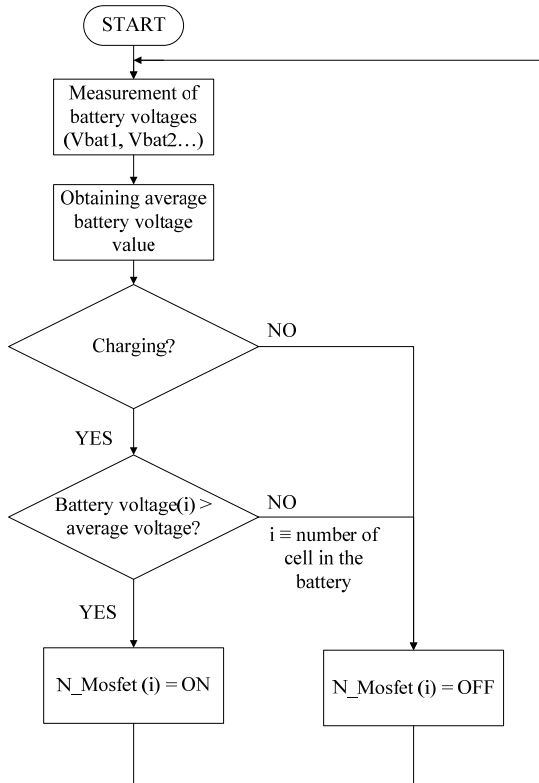 START
Measurement of
battery voltages
(Vbat1, Vbat2…)
Obtaining average
battery voltage
value
Charging?
NO
YES
Battery voltage(i) >
average voltage?
NO
i ≡ number of
cell in the
battery
YES
N_Mosfet (i) = ON
N_Mosfet (i) = OFF